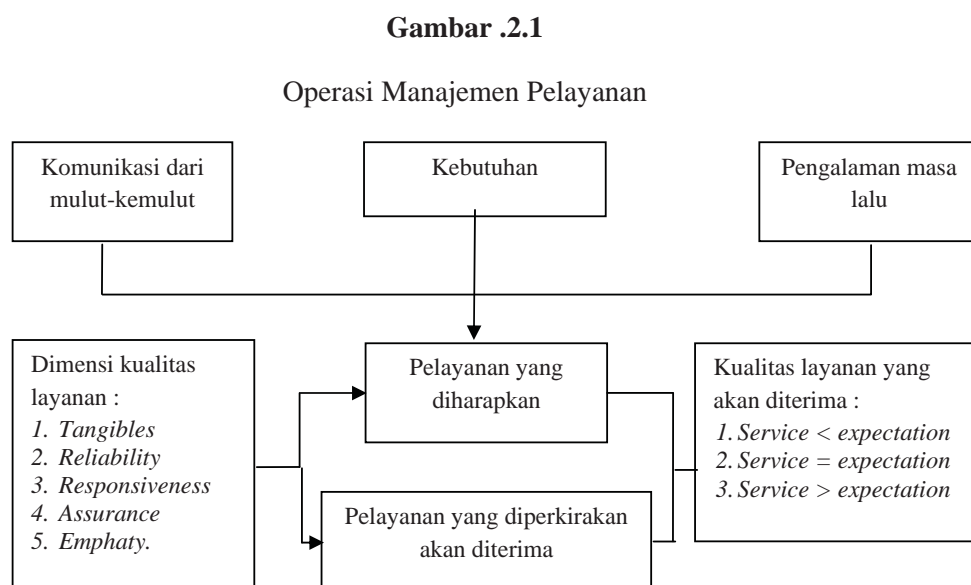 Gambar .2.1
Operasi Manajemen Pelayanan
Komunikasi dari
mulut-kemulut
Kebutuhan
Pengalaman masa
lalu
Dimensi kualitas
layanan :
1. Tangibles
2. Reliability
3. Responsiveness
4. Assurance
5. Emphaty.
Pelayanan yang
diharapkan
Pelayanan yang diperkirakan
akan diterima
Kualitas layanan yang
akan diterima :
1. Service < expectation
2. Service = expectation
3. Service > expectation